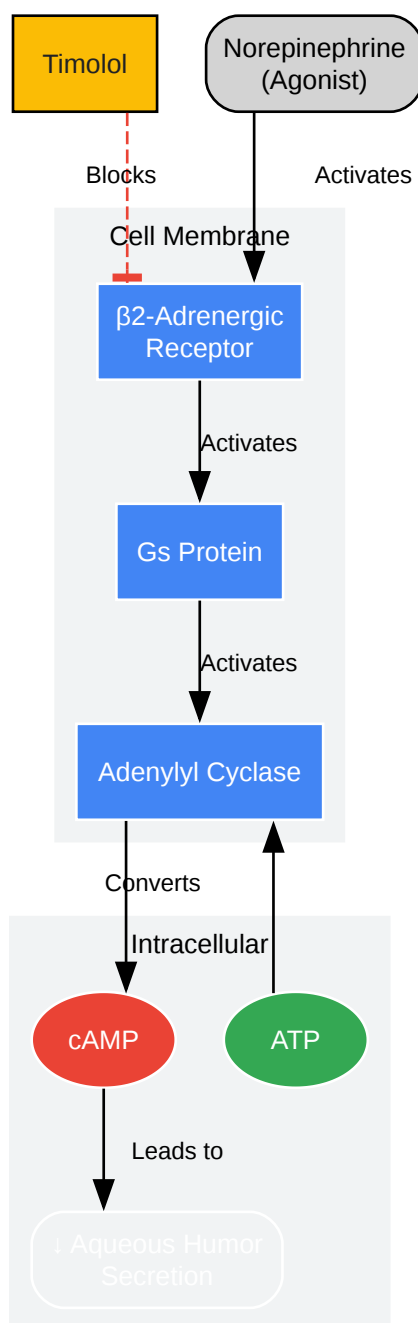 Timolol
Norepinephrine
(Agonist)
Blocks
Activates
Cell Membrane
β2-Adrenergic
Receptor
Activates
Gs Protein
Activates
Adenylyl Cyclase
Converts
Intracellular
cAMP
ATP
Leads to
↓ Aqueous Humor
Secretion